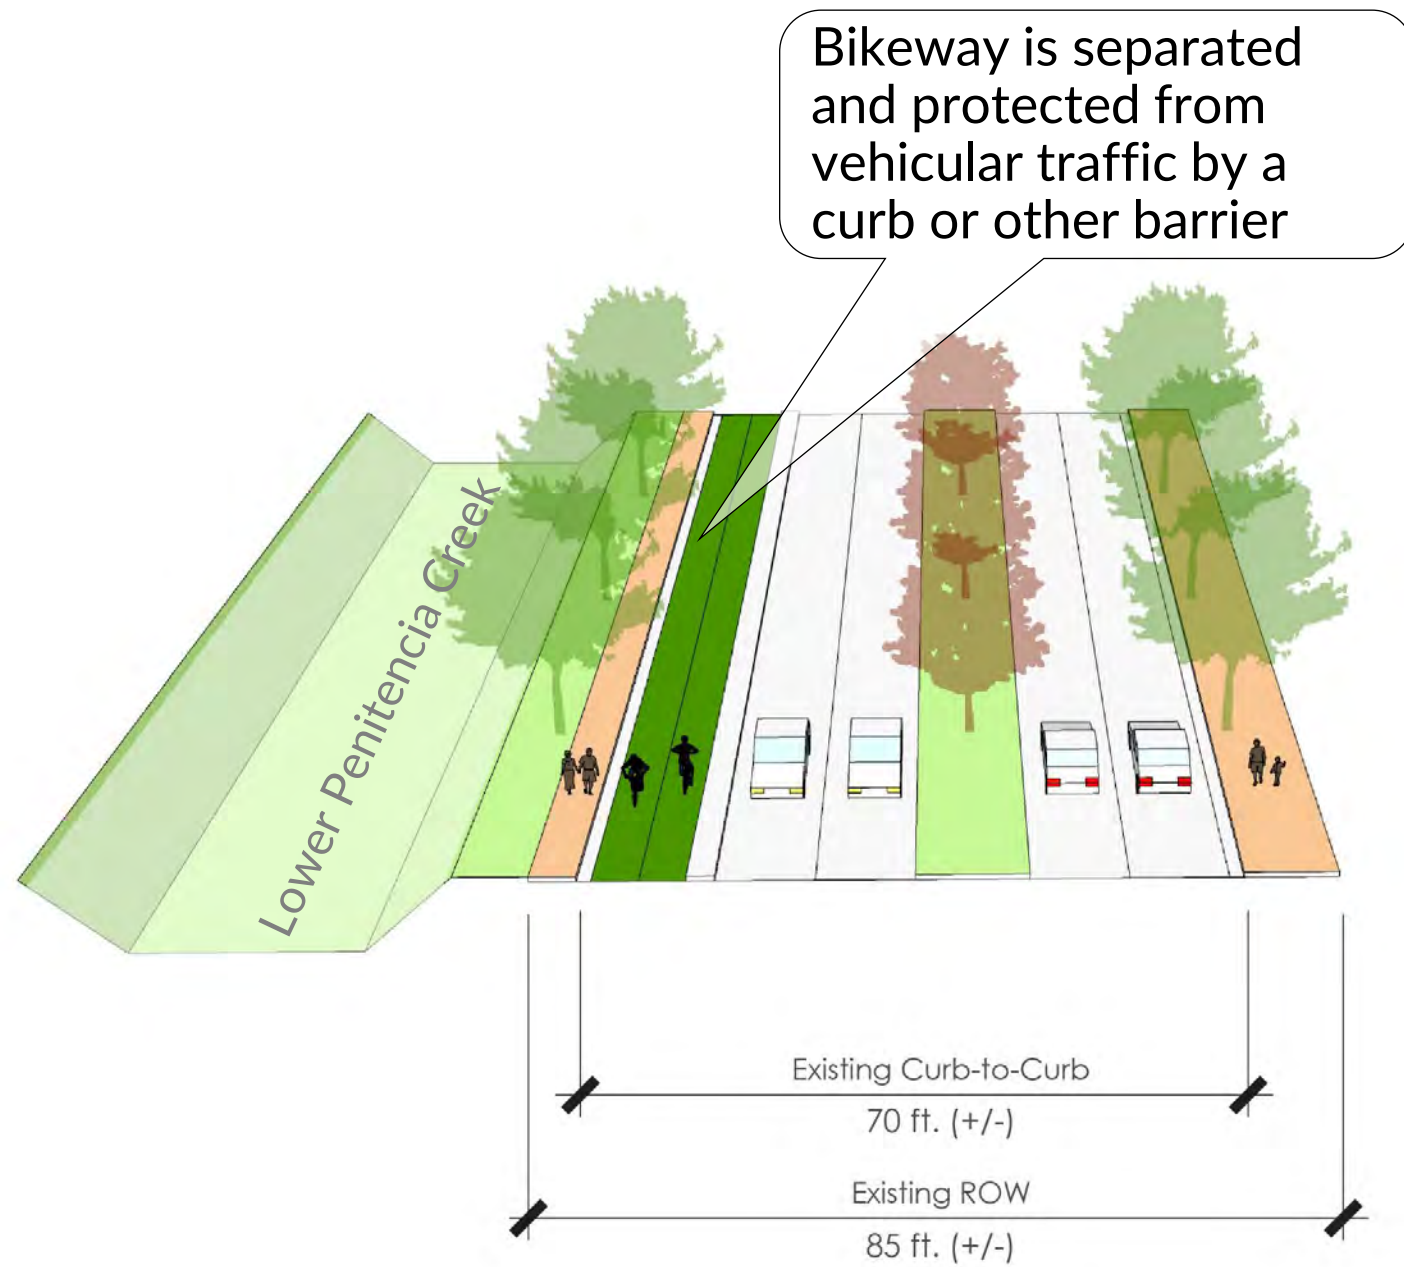 Bikeway is separated
and protected from
vehicular traffic by a
curb or other barrier
Lower Penitencia Creek
Existing Curb-to-Curb
70 ft. (+/-)
Existing ROW
85 ft. (+/-)